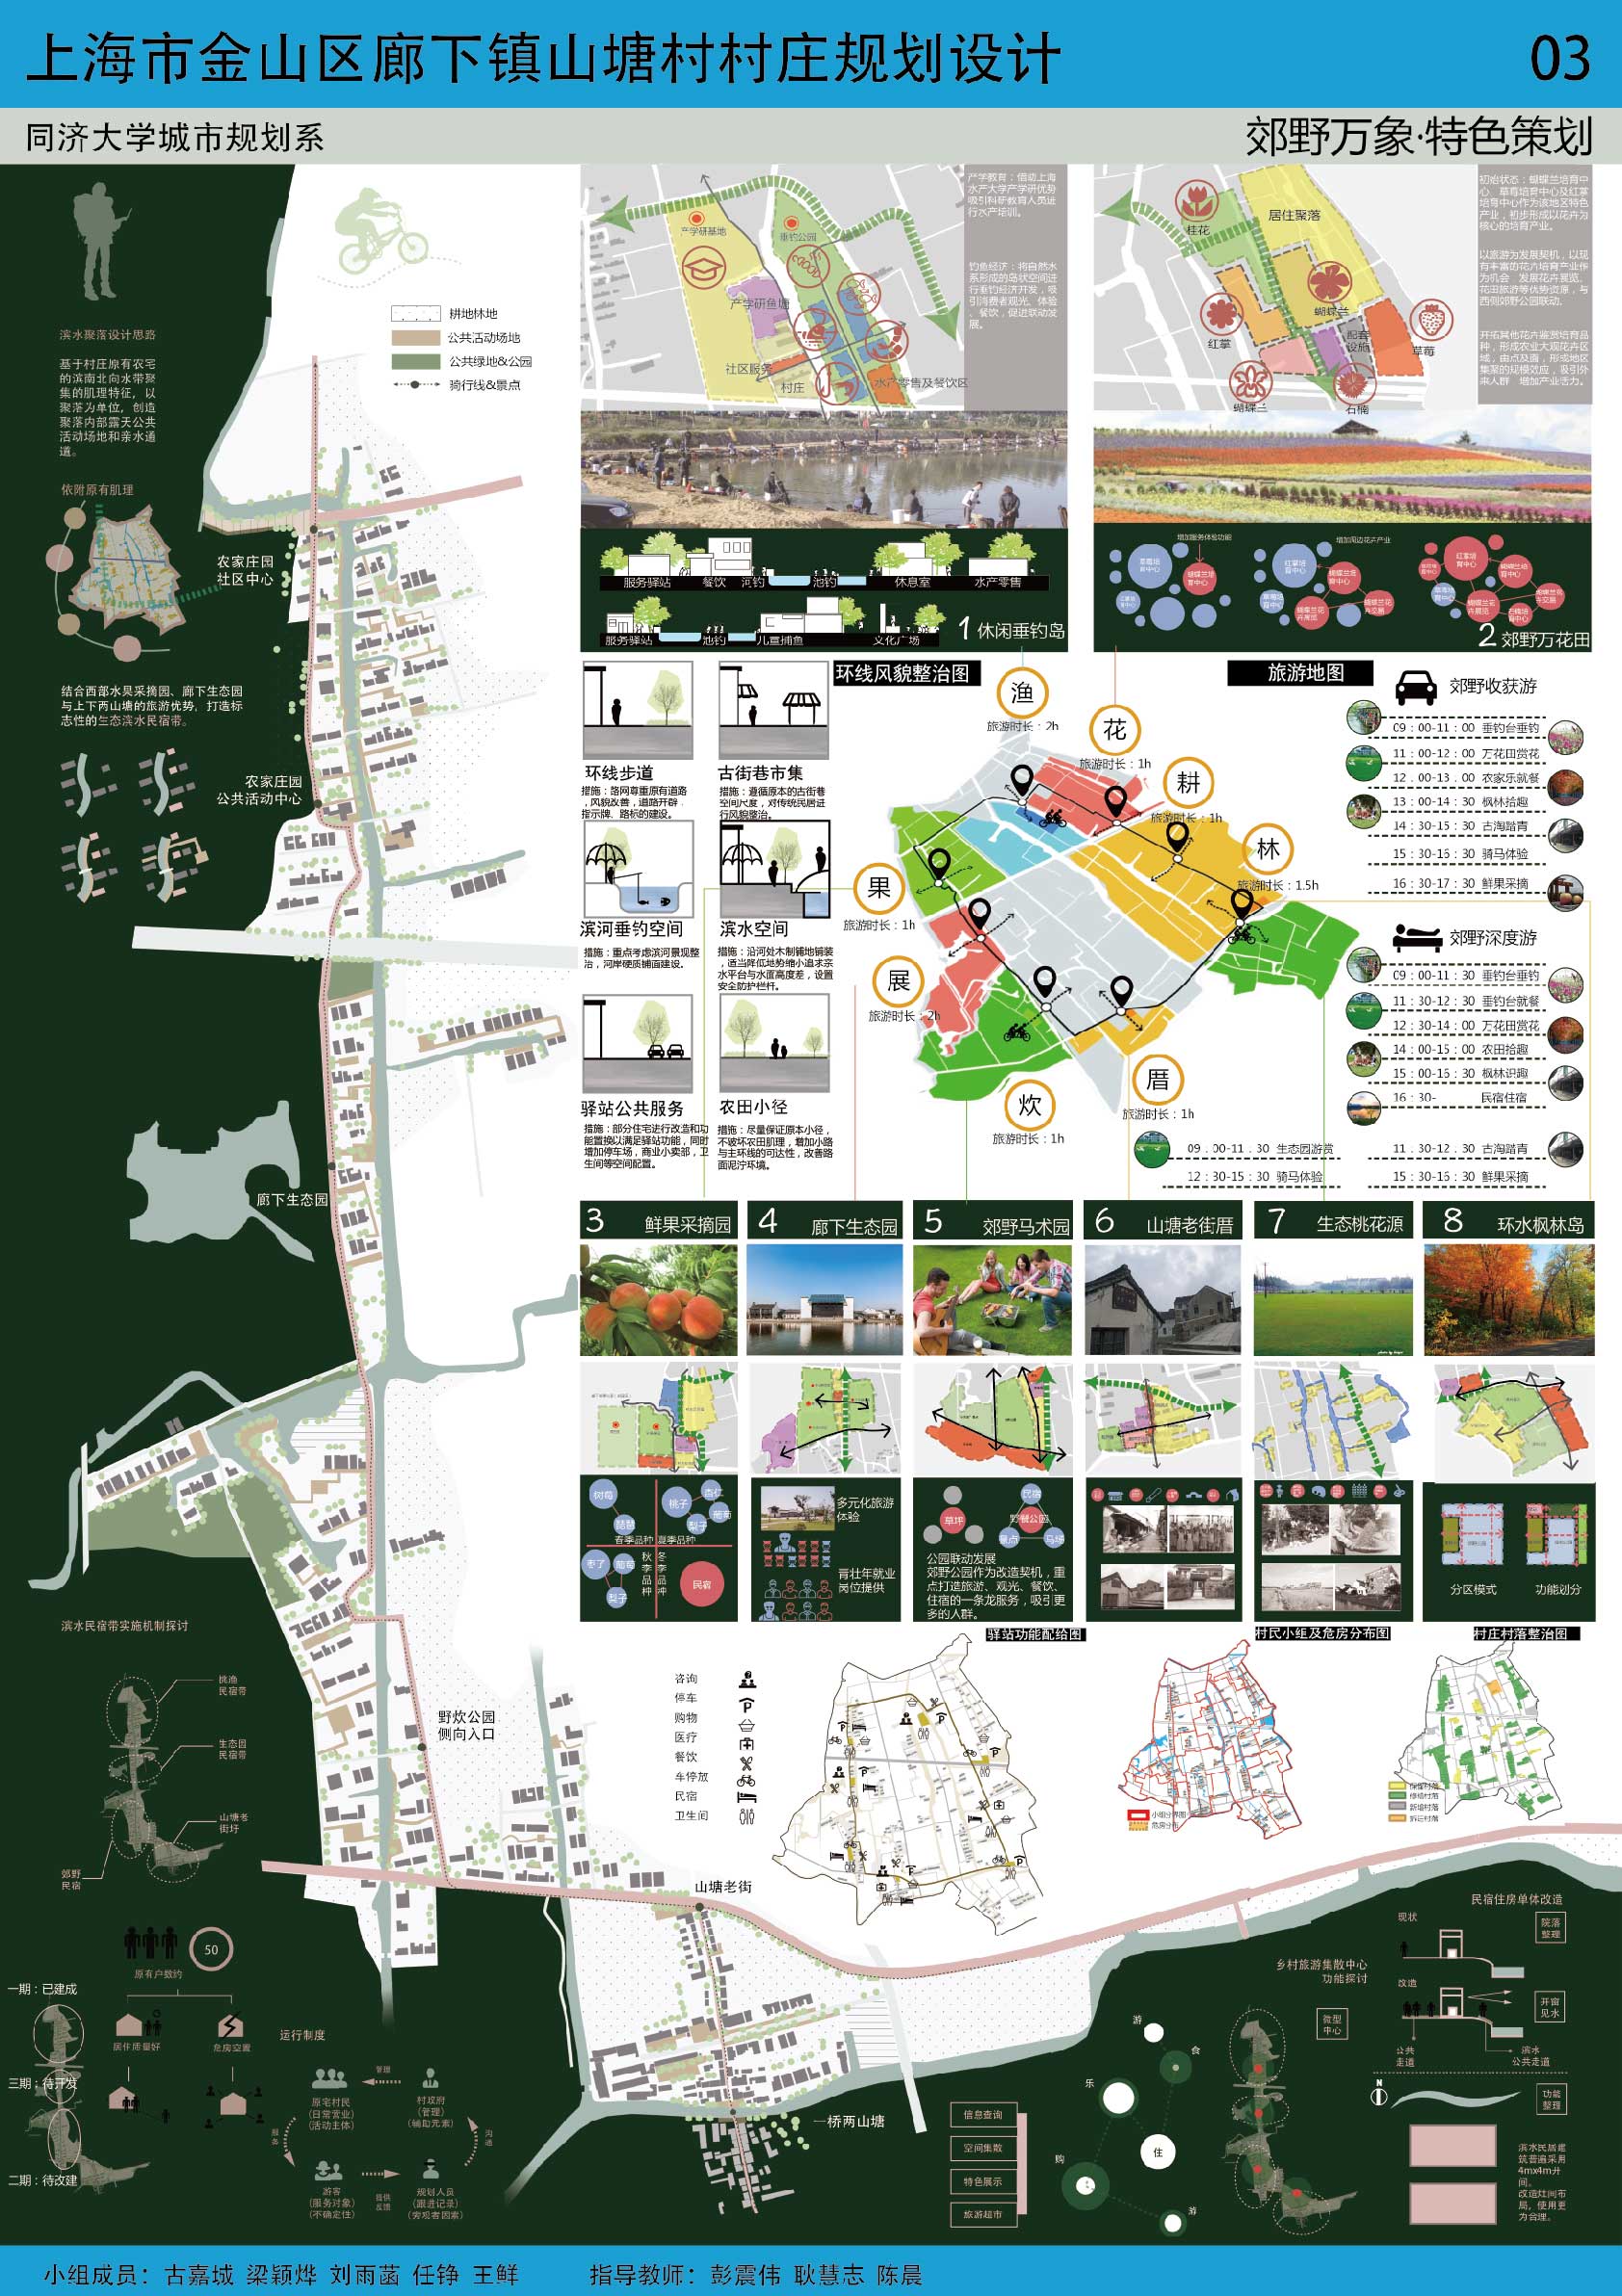 上海市金山区廊下镇山塘村村庄规划设计
03
同济大学城市规划系
郊野万象·特色策划
滨水聚落设计思路
基于村庄原有农宅
的滨南北向水带聚
集的肌理特征，以
聚落为单位，创造
聚落内部露天公共
活动场地和亲水通
道。
依附原有肌理
耕地林地
公共活动场地
公共绿地&公园
骑行线&景点
农家庄园
社区中心
结合西部水果采摘园、廊下生态园
与上下两山塘的旅游优势，打造标
志性的生态滨水民宿带。
农家庄园
公共活动中心
廊下生态园
产学研基地
垂钓公园
产学研鱼塘
社区服务
村庄
水产零售及餐饮区
产学教育：借助上海
水产大学产学研优势
吸引科研教育人员进
行水产培训。
钓鱼经济：将自然水
系形成的岛状空间进
行垂钓经济开发，吸
引消费者观光、体验
、餐饮，促进联动发
展。
服务驿站
餐饮
河钓
池钓
休息室
水产零售
服务驿站
池钓
儿童捕鱼
文化广场
1 休闲垂钓岛
桂花
居住聚落
蝴蝶兰
红掌
配套
设施
草莓
蝴蝶兰
石楠
初始状态：蝴蝶兰培育中
心、草莓培育中心及红掌
培育中心作为该地区特色
产业，初步形成以花卉为
核心的培育产业。
以旅游为发展契机，以现
有丰富的花卉培育产业作
为机会，发展花卉展览、
花田旅游等优势资源，与
西侧郊野公园联动。
开拓其他花卉鉴赏培育品
种，形成农业大观花卉区
域，由点及面，形成地区
集聚的规模效应，吸引外
来人群，增加产业活力。
增加服务体验功能
增加周边花卉产业
2 郊野万花田
环线风貌整治图
旅游地图
环线步道
措施：路网尊重原有道路
，风貌改善，道路开辟，
指示牌、路标的建设。
古街巷市集
措施：遵循原本的古街巷
空间尺度，对传统民居进
行风貌整治。
滨河垂钓空间
措施：重点考虑滨河景观整
治，河岸硬质铺面建设。
滨水空间
措施：沿河处木制铺地铺装
，适当降低地势缩小追求亲
水平台与水面高度差，设置
安全防护栏杆。
驿站公共服务
措施：部分住宅进行改造和功
能置换以满足驿站功能，同时
增加停车场，商业小卖部，卫
生间等空间配置。
农田小径
措施：尽量保证原本小径，
不破坏农田肌理，增加小路
与主环线的可达性，改善路
面泥泞环境。
渔
旅游时长：2h
花
旅游时长：1h
耕
旅游时长：1h
林
旅游时长：1.5h
果
旅游时长：1h
展
旅游时长：2h
炊
旅游时长：1h
厝
旅游时长：1h
郊野收获游
09：00-11：00 垂钓台垂钓
11：00-12：00 万花田赏花
12．00-13．00 农家乐就餐
13：00-14：30 枫林拾趣
14：30-15：30 古淘踏青
15：30-16：30 骑马体验
16：30-17：30 鲜果采摘
郊野深度游
09：00-11：30 垂钓台垂钓
11：30-12：30 垂钓台就餐
12：30-14：00 万花田赏花
14：00-15：00 农田拾趣
15：00-16：30 枫林识趣
16：30- 民宿住宿
09．00-11．30 生态园游赏
12：30-15：30 骑马体验
11．30-12．30 古淘踏青
15：30-16：30 鲜果采摘
3 鲜果采摘园
4 廊下生态园
5 郊野马术园
6 山塘老街厝
7 生态桃花源
8 环水枫林岛
树莓
琵琶
桃子
杏仁
葡萄
梨子
春季品种
夏季品种
枣子
葡萄
梨子
秋季品种
冬季品种
民宿
多元化旅游
体验
青壮年就业
岗位提供
草坪
民宿
野餐公园
景点
马场
公园联动发展
郊野公园作为改造契机，重
点打造旅游、观光、餐饮、
住宿的一条龙服务，吸引更
多的人群。
分区模式
功能划分
驿站功能配给图
村民小组及危房分布图
村庄村落整治图
咨询
停车
购物
医疗
餐饮
车停放
民宿
卫生间
小组分界图
危房分布
保留村落
修缮村落
新增村落
拆迁村落
滨水民宿带实施机制探讨
桃渔
民宿带
生态园
民宿带
山塘老
街圩
郊野
民宿
野炊公园
侧向入口
山塘老街
一桥两山塘
50
原有户数约
一期：已建成
居住质量好
危房空置
三期：待开发
二期：待改建
运行制度
原宅村民
(日常营业)
(活动主体)
管理
村政府
(管理)
(辅助元素)
服务
沟通
游客
(服务对象)
(不确定性)
提供
反馈
规划人员
(跟进记录)
(旁观者因素)
信息查询
空间集散
特色展示
旅游超市
游
食
乐
住
购
游
乡村旅游集散中心
功能探讨
微型
中心
民宿住房单体改造
现状
院落
整理
改造
开窗
见水
公共
走道
滨水
公共走道
N
功能
整理
滨水民居建
筑普遍采用
4mx4m开
间。
改造灶间布
局，使用更
为合理。
小组成员：古嘉城 梁颖烨 刘雨菡 任铮 王鲜
指导教师：彭震伟 耿慧志 陈晨